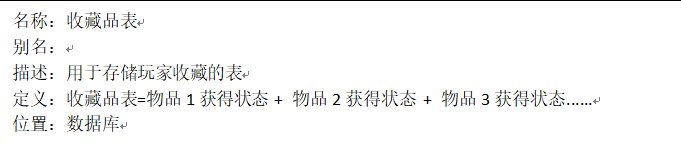 名称：收藏品表
别名：
描述：用于存储玩家收藏的表
定义：收藏品表=物品 1 获得状态 + 物品 2 获得状态 + 物品 3 获得状态……
位置：数据库